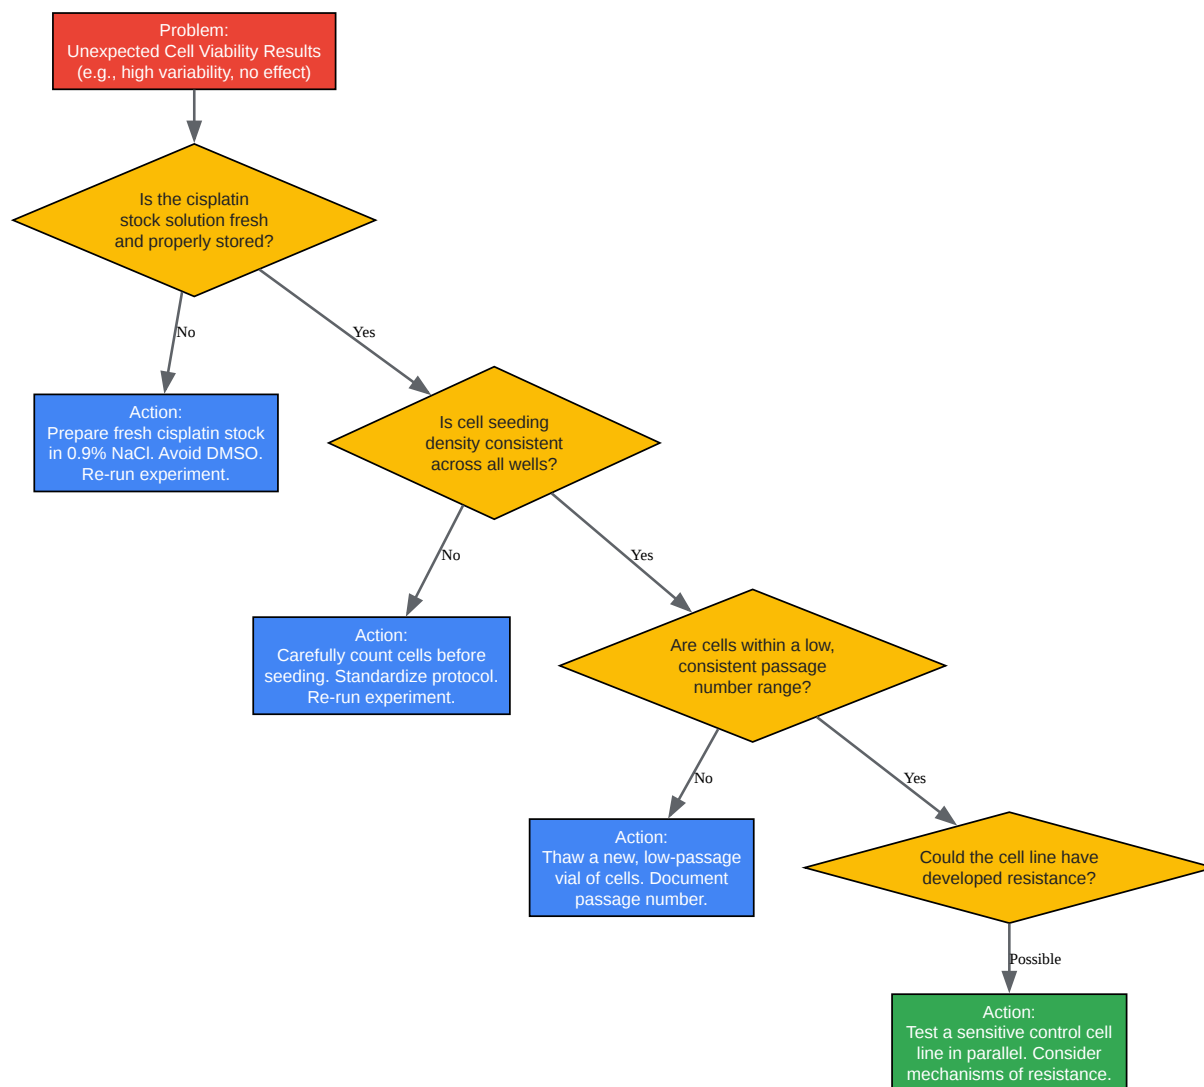 Problem:
Unexpected Cell Viability Results
(e.g., high variability, no effect)
Is the cisplatin
stock solution fresh
and properly stored?
No
Yes
Action:
Prepare fresh cisplatin stock
in 0.9% NaCl. Avoid DMSO.
Re-run experiment.
Is cell seeding
density consistent
across all wells?
No
Yes
Action:
Carefully count cells before
seeding. Standardize protocol.
Re-run experiment.
Are cells within a low,
consistent passage
number range?
No
Yes
Action:
Thaw a new, low-passage
vial of cells. Document
passage number.
Could the cell line have
developed resistance?
Possible
Action:
Test a sensitive control cell
line in parallel. Consider
mechanisms of resistance.